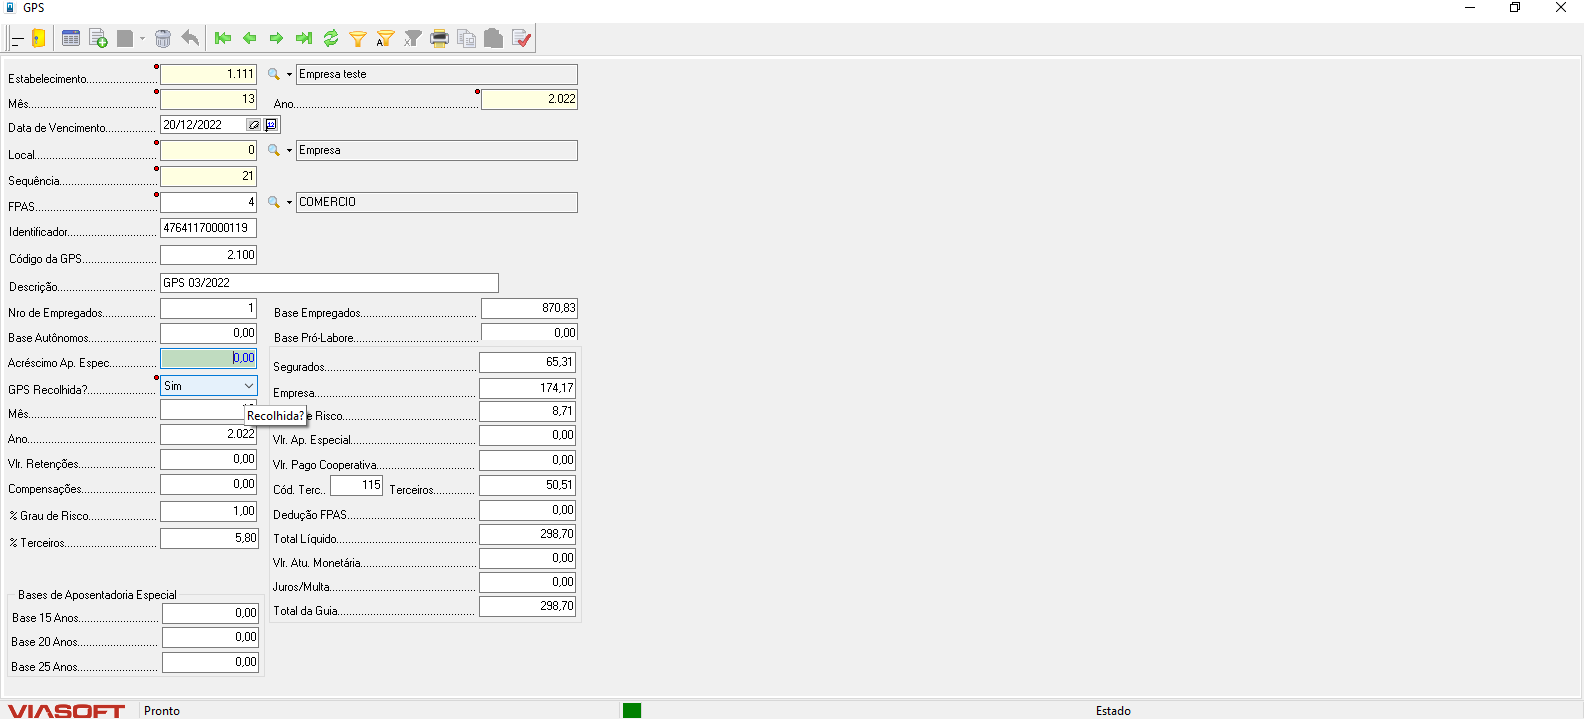 GPS
Estabelecimento 1.111 Empresa teste
Mês 13 Ano 2.022
Data de Vencimento 20/12/2022
Local 0 Empresa
Sequência 21
FPAS 4 COMERCIO
Identificador 47641170000119
Código da GPS 2.100
Descrição GPS 03/2022
Nro de Empregados 1 Base Empregados 870,83
Base Autônomos 0,00 Base Pró-Labore 0,00
Acréscimo Ap. Espec 0,00 Segurados 65,31
GPS Recolhida? Sim Empresa 174,17
Mês Recolhida? e Risco 8,71
Ano 2.022 Vlr. Ap. Especial 0,00
Vlr. Retenções 0,00 Vlr. Pago Cooperativa 0,00
Compensações 0,00 Cód. Terc.. 115 Terceiros 50,51
% Grau de Risco 1,00 Dedução FPAS 0,00
% Terceiros 5,80 Total Líquido 298,70
Vlr. Atu. Monetária 0,00
Juros/Multa 0,00
Total da Guia 298,70
Bases de Aposentadoria Especial
Base 15 Anos 0,00
Base 20 Anos 0,00
Base 25 Anos 0,00
VIASOFT Pronto Estado